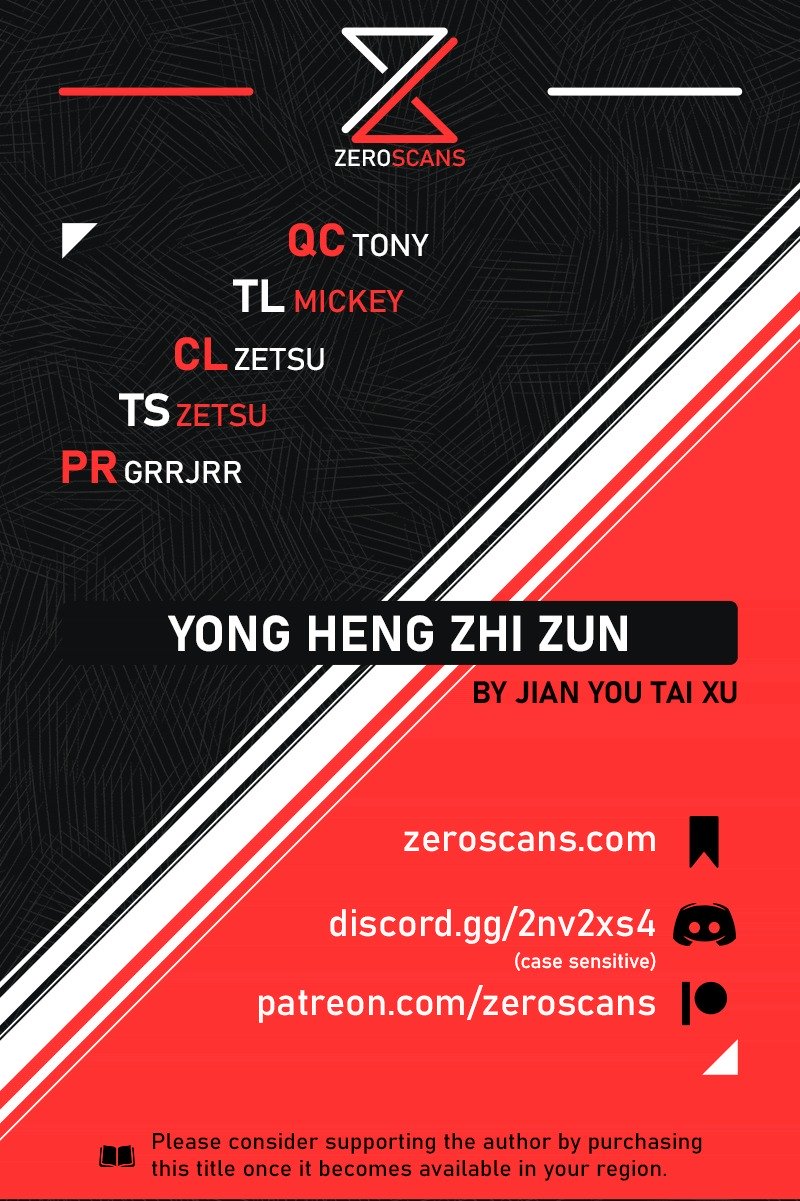 ZEROSCANS
QC TONY
TL MICKEY
CL ZETSU
TS ZETSU
PR GRRJRR
YONG HENG ZHI ZUN
BY JIAN YOU TAI XU
zeroscans.com
discord.gg/2nv2xs4
(case sensitive)
patreon.com/zeroscans
Please consider supporting the author by purchasing
this title once it becomes available in your region.